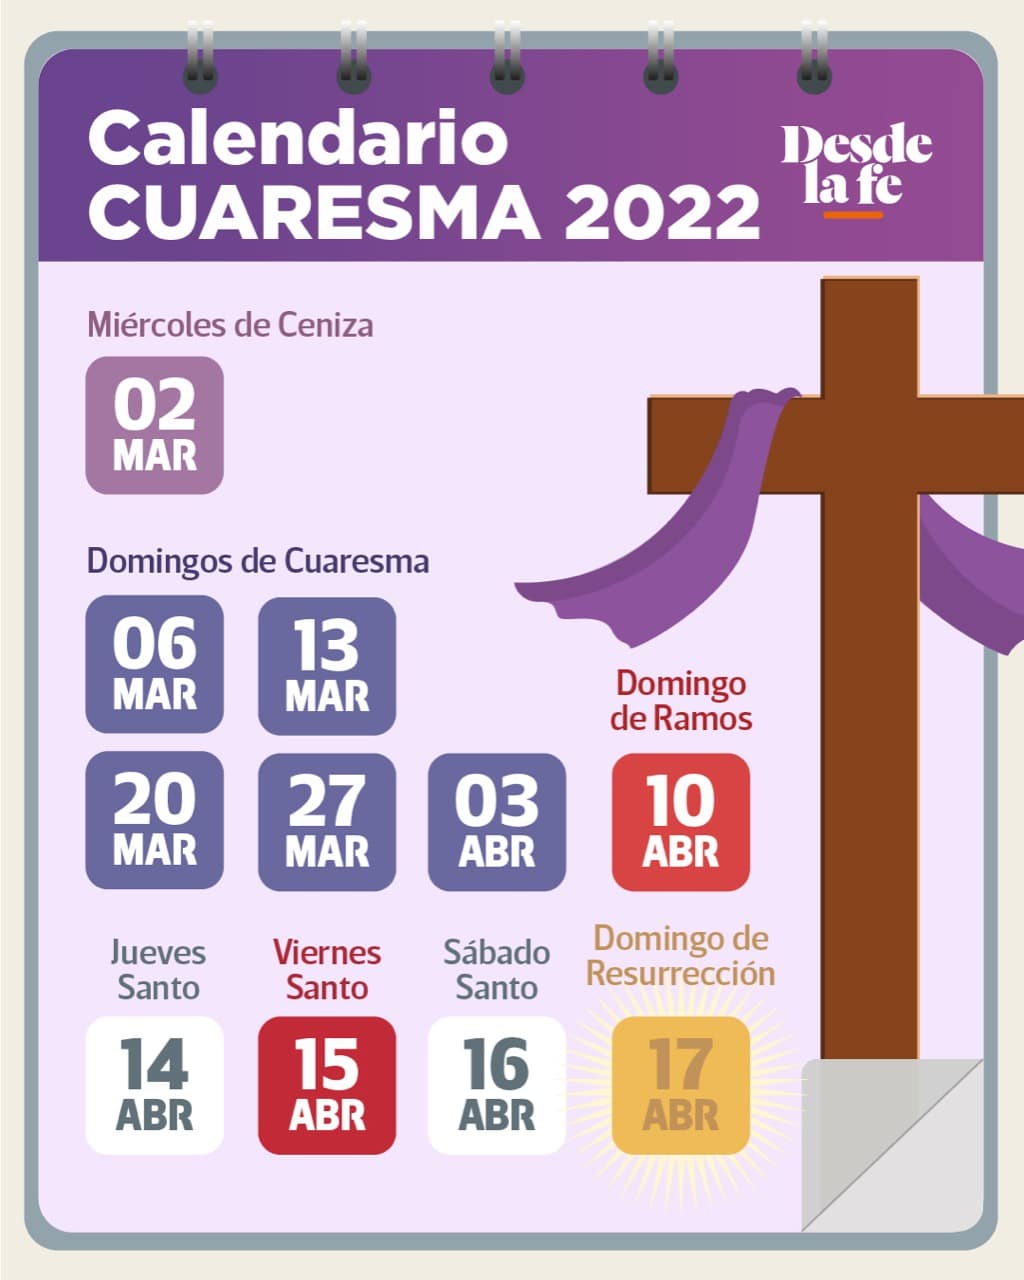 Calendario
CUARESMA 2022
Desde
la fe
Miércoles de Ceniza
02
MAR
Domingos de Cuaresma
06
MAR
13
MAR
20
MAR
27
MAR
03
ABR
Domingo
de Ramos
10
ABR
Jueves
Santo
14
ABR
Viernes
Santo
15
ABR
Sábado
Santo
16
ABR
Domingo de
Resurrección
17
ABR